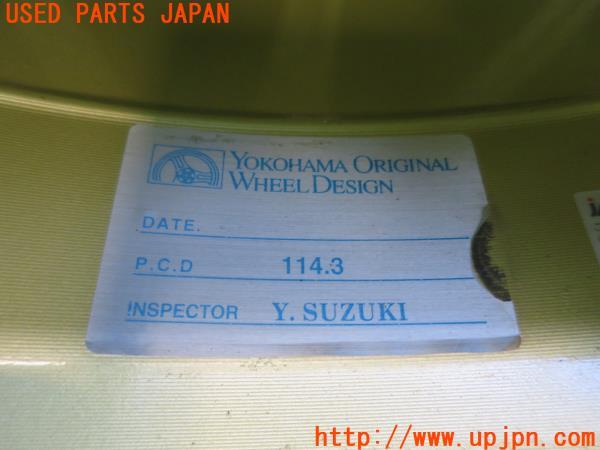 USED PARTS JAPAN
YOKOHAMA ORIGINAL
WHEEL DESIGN
DATE.
P.C.D 114.3
INSPECTOR Y. SUZUKI
http://www.upjpn.com